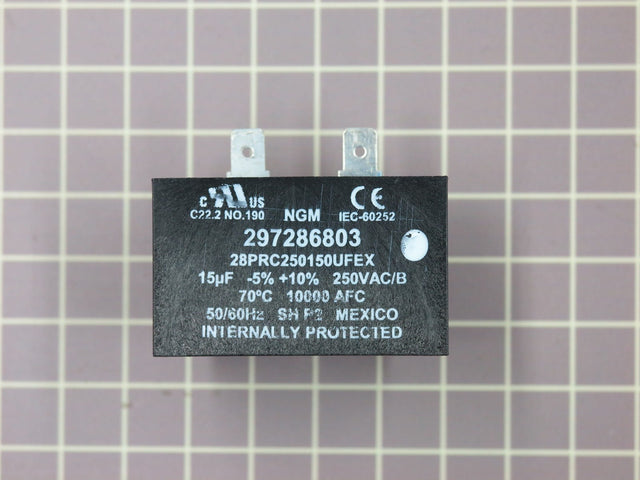 c UL US CE
C22.2 NO.190 NGM IEC-60252
297286803
28PRC250150UFEX
15µF -5% +10% 250VAC/B
70ºC 10000 AFC
50/60Hz SH P2 MEXICO
INTERNALLY PROTECTED